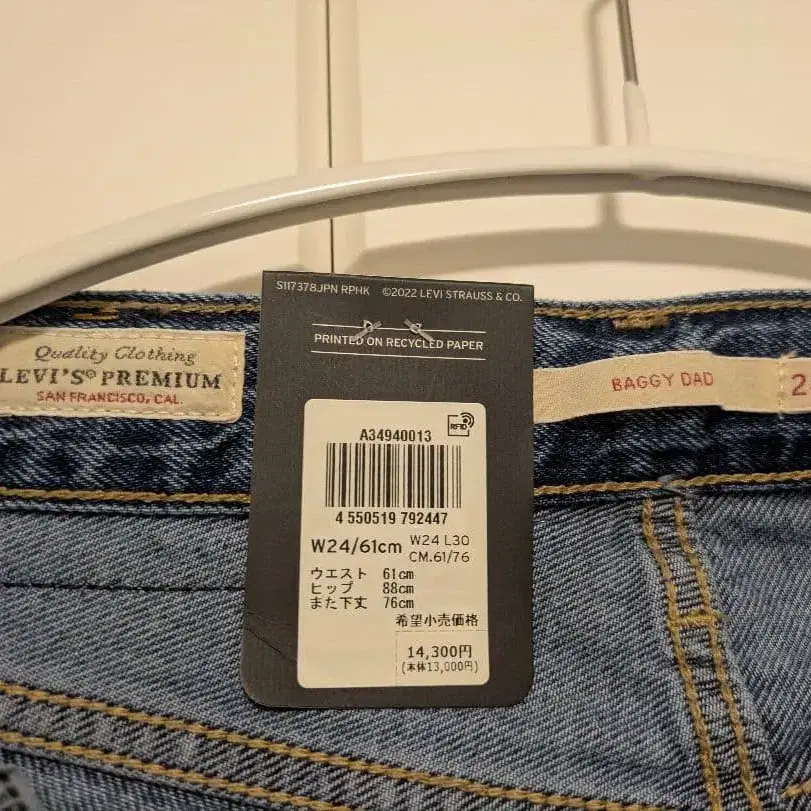 S117378JPN RPHK ©2022 LEVI STRAUSS & CO.
PRINTED ON RECYCLED PAPER
Quality Clothing
LEVI'S® PREMIUM
SAN FRANCISCO, CAL.
BAGGY DAD
2
A34940013
RFID
4 550519 792447
W24/61cm
W24 L30
CM.61/76
ウエスト 61cm
ヒップ 88cm
また下丈 76cm
希望小売価格
14,300円
(本体13,000円)